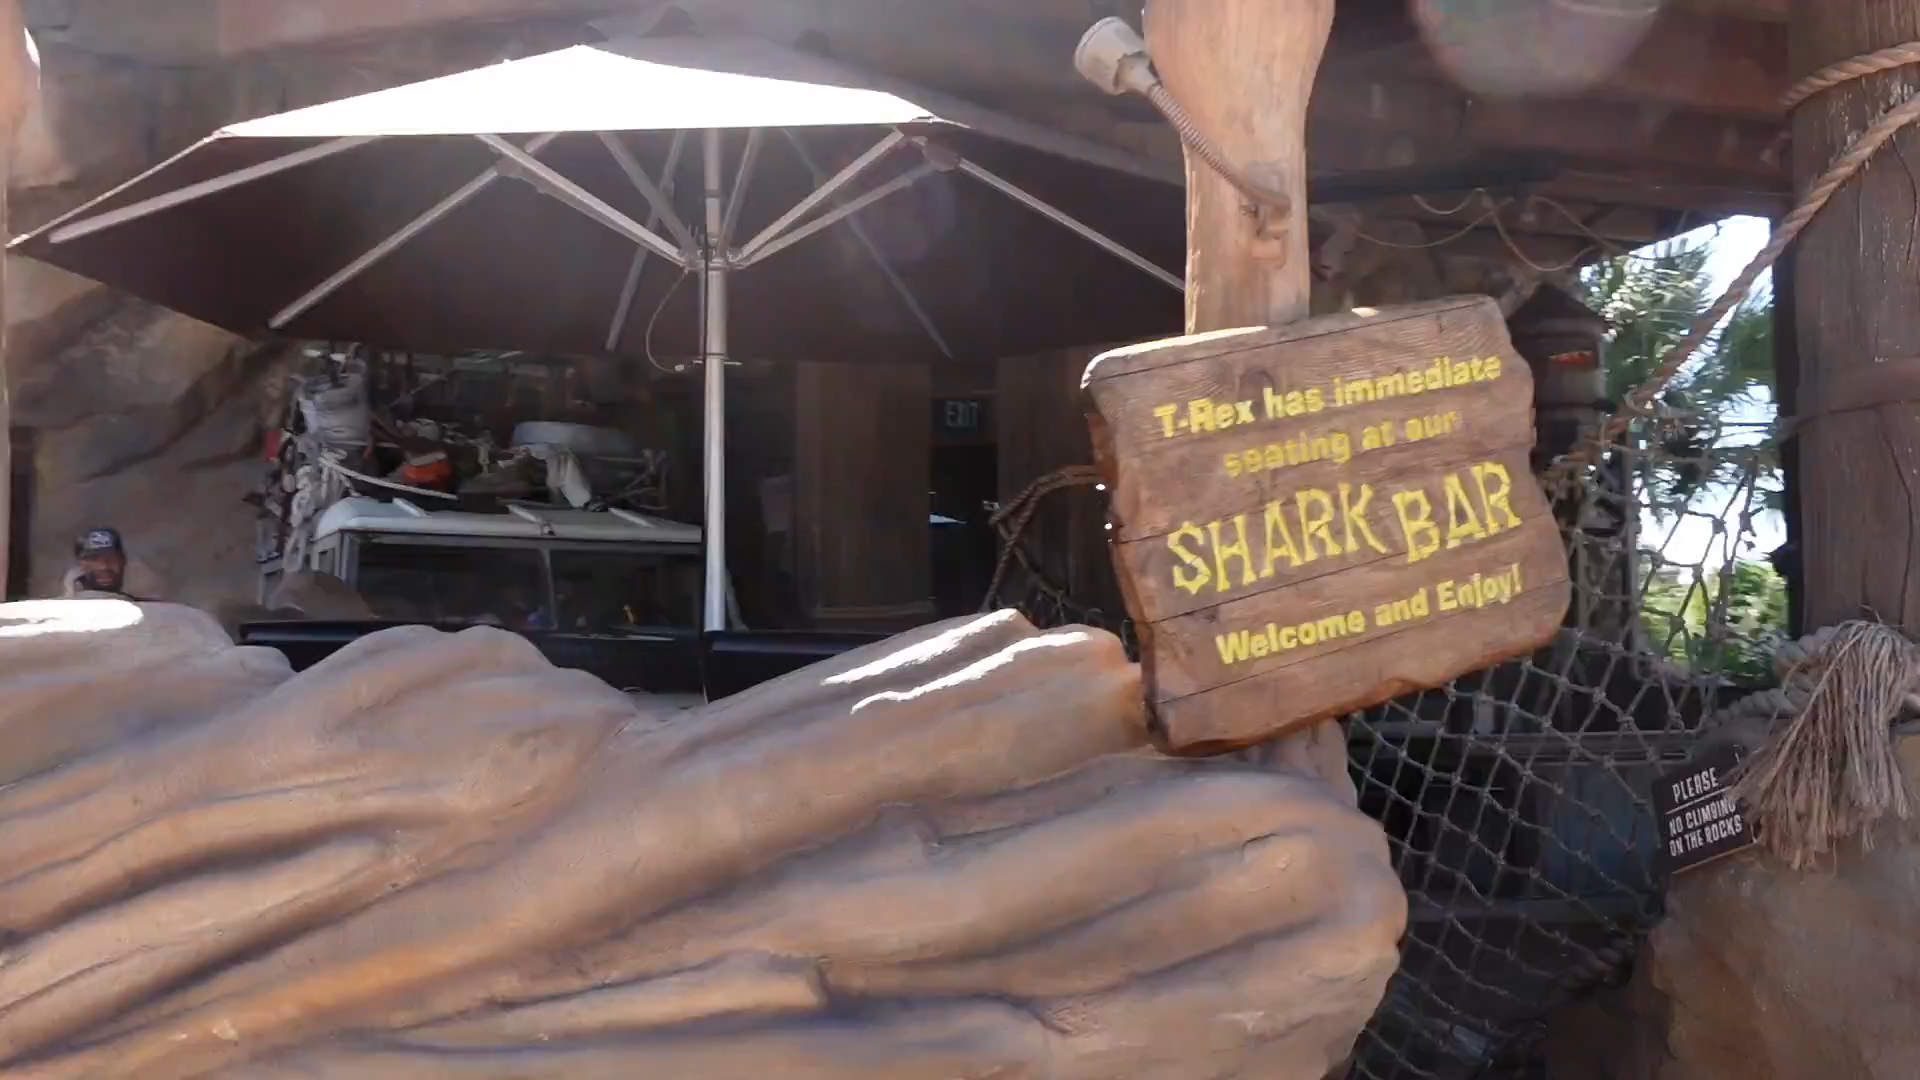 EXIT
T-Rex has immediate
seating at our
SHARK BAR
Welcome and Enjoy!
PLEASE
NO CLIMBING
ON THE ROCKS